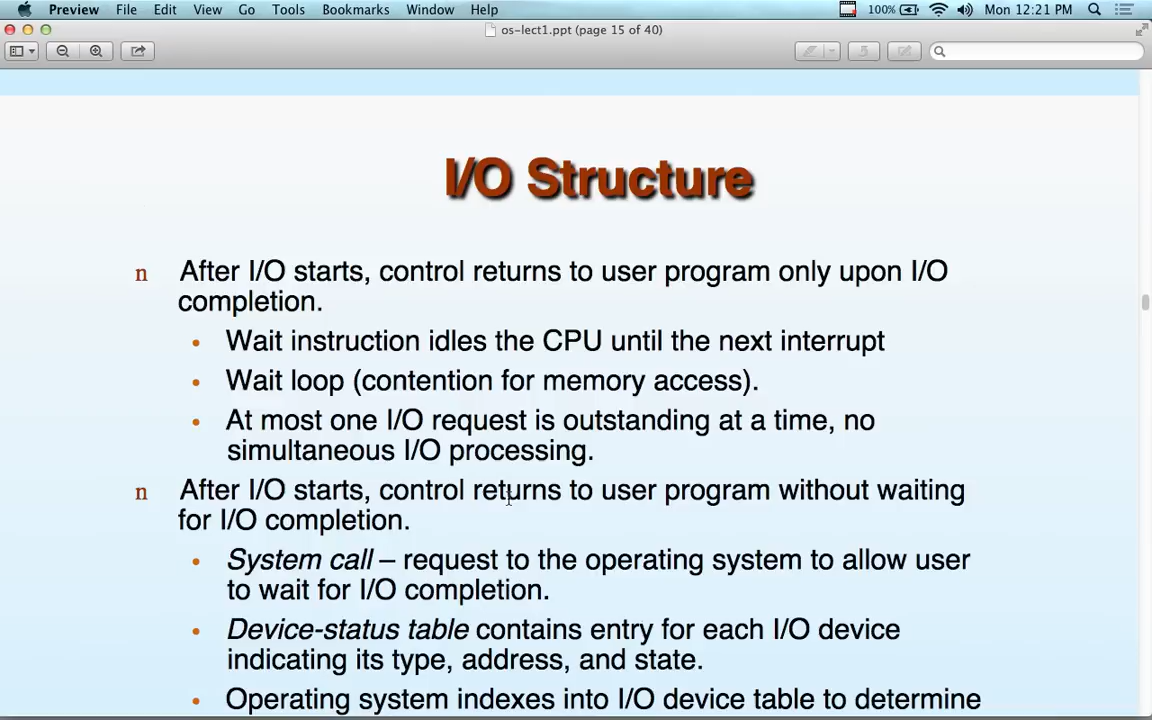 Preview File Edit View Go Tools Bookmarks Window Help 100% Mon 12:21 PM
os-lect1.ppt (page 15 of 40)
I/O Structure
n After I/O starts, control returns to user program only upon I/O
completion.
• Wait instruction idles the CPU until the next interrupt
• Wait loop (contention for memory access).
• At most one I/O request is outstanding at a time, no
simultaneous I/O processing.
n After I/O starts, control returns to user program without waiting
for I/O completion.
• System call – request to the operating system to allow user
to wait for I/O completion.
• Device-status table contains entry for each I/O device
indicating its type, address, and state.
• Operating system indexes into I/O device table to determine